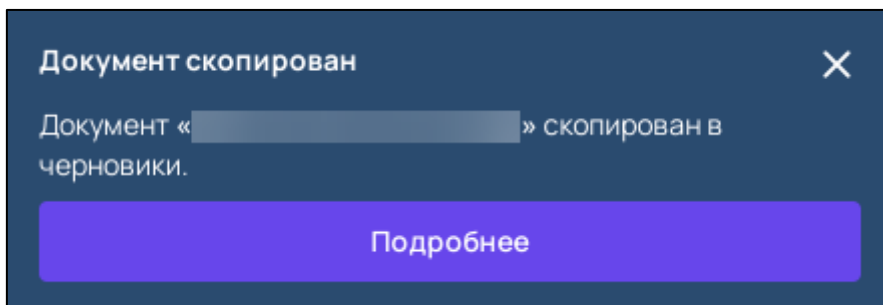 Документ скопирован
Документ «» скопирован в
черновики.
Подробнее